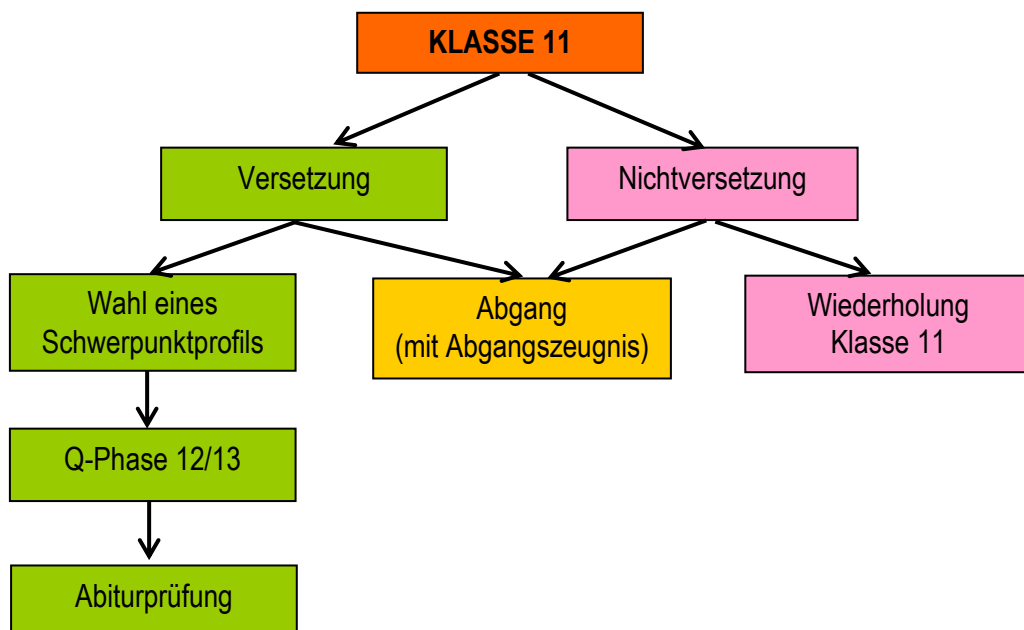 KLASSE 11
Versetzung
Nichtversetzung
Wahl eines
Schwerpunktprofils
Abgang
(mit Abgangszeugnis)
Wiederholung
Klasse 11
Q-Phase 12/13
Abiturprüfung